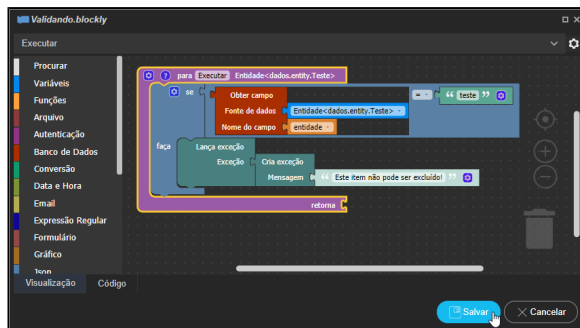 Validando.blockly
Executar
Procurar
Variáveis
Funções
Arquivo
Autenticação
Banco de Dados
Conversão
Data e Hora
Email
Expressão Regular
Formulário
Gráfico
Json
para Executar Entidade<dados.entity.Teste>
se Obter campo = “ teste ”
Fonte de dados Entidade<dados.entity.Teste>
Nome do campo entidade
faça Lança exceção
Exceção Cria exceção
Mensagem “ Este item não pode ser excluído! ”
retorna
Visualização Código
Salvar Cancelar